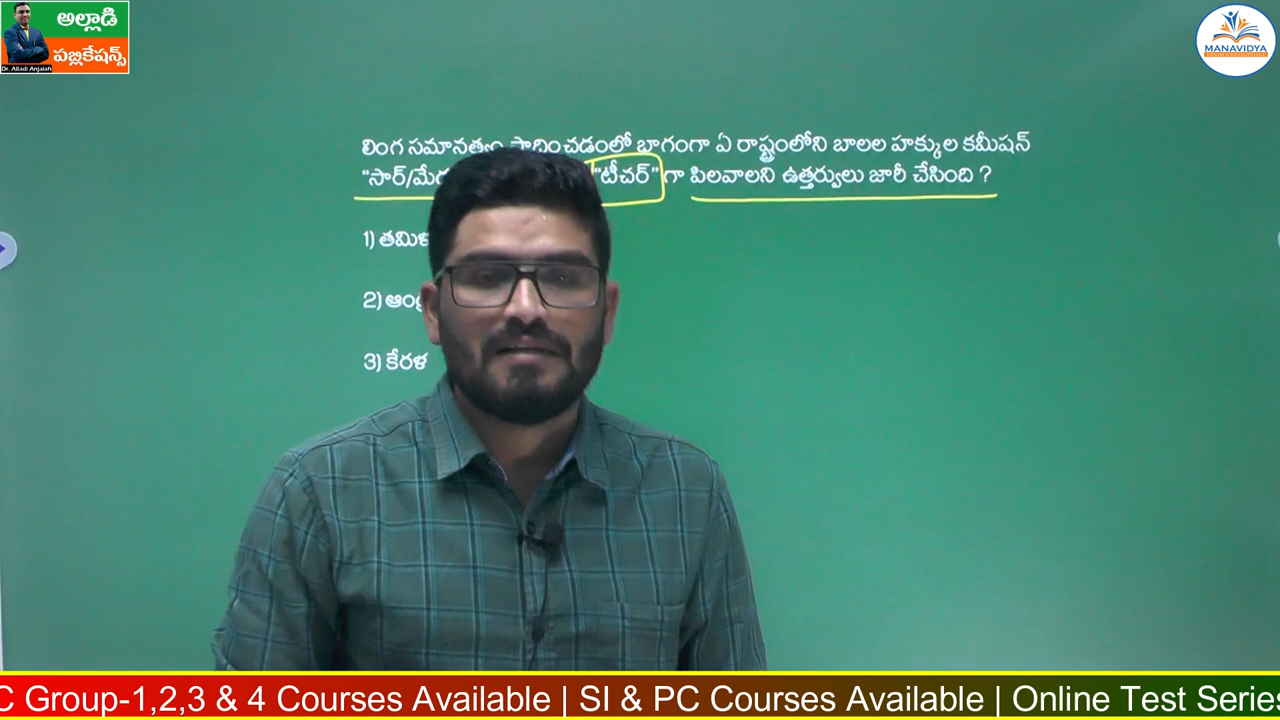 అల్లాడి
పబ్లికేషన్స్
Dr. Alladi Anjaiah
MANAVIDYA
లింగ సమానత్వం సాధించడంలో బాగంగా ఏ రాష్ట్రంలోని బాలల హక్కుల కమీషన్
“సార్/మేడ “టీచర్” గా పిలవాలని ఉత్తర్వులు జారీ చేసింది ?
1) తమిళ
2) ఆంధ్ర
3) కేరళ
C Group-1,2,3 & 4 Courses Available | SI & PC Courses Available | Online Test Series